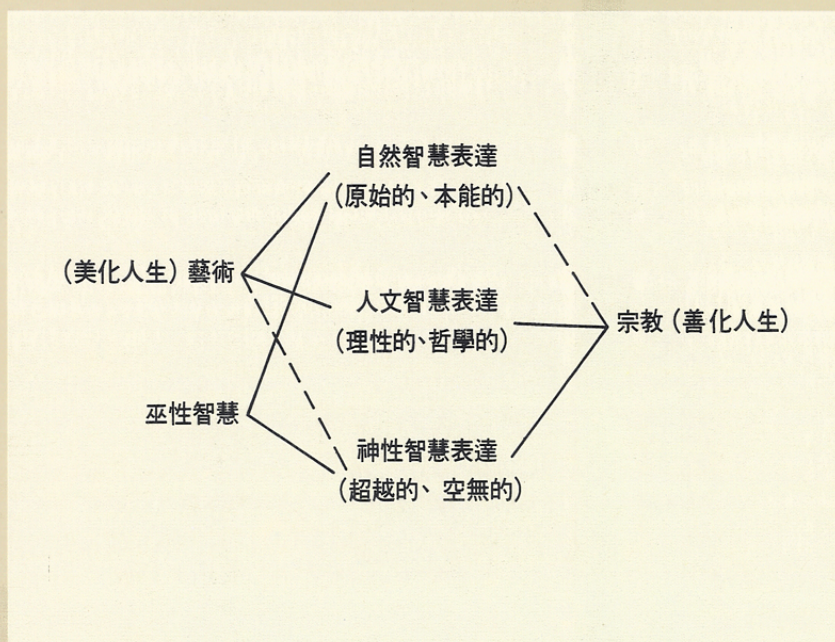 自然智慧表達
(原始的、本能的)
(美化人生) 藝術
人文智慧表達
(理性的、哲學的)
宗教 (善化人生)
巫性智慧
神性智慧表達
(超越的、空無的)